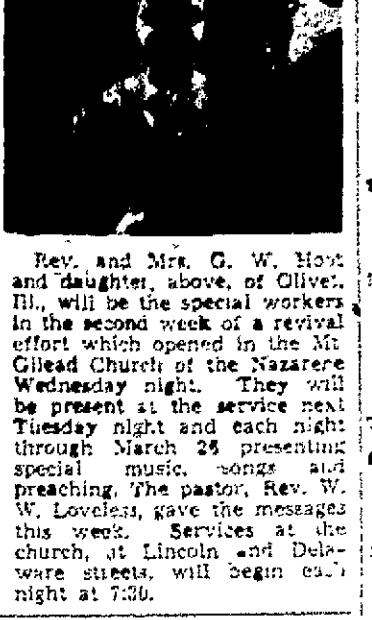 Rev. and Mrs. G. W. Hoot
and daughter, above, of Olivet,
Ill., will be the special workers
in the second week of a revival
effort which opened in the Mt.
Gilead Church of the Nazarene
Wednesday night. They will
be present at the service next
Tuesday night and each night
through March 26 presenting
special music, songs and
preaching. The pastor, Rev. W.
W. Loveless, gave the messages
this week. Services at the
church, at Lincoln and Dela-
ware streets, will begin each
night at 7:30.